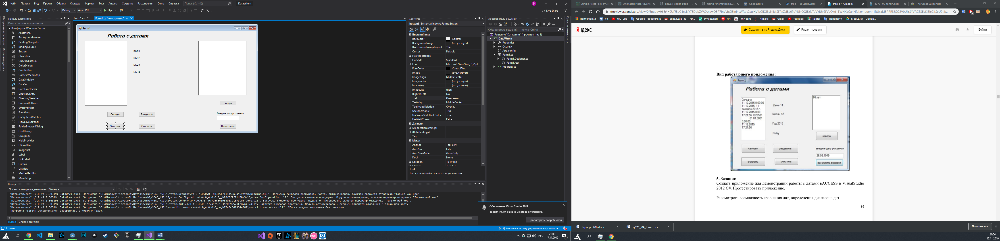 Файл Правка Вид Проект Сборка Отладка Формат Тест Анализ Средства Расширения Окно Справка Поиск (Ctrl+Q) DataWrem
Debug Any CPU Пуск Live Share
Обозреватель серверов
Источники данных
Панель элементов
Поиск по панели элементов
Все формы Windows Forms
Указатель
BackgroundWorker
BindingNavigator
BindingSource
Button
CheckBox
CheckedListBox
ColorDialog
ComboBox
ContextMenuStrip
DataGridView
DataSet
DateTimePicker
DirectoryEntry
DirectorySearcher
DomainUpDown
ErrorProvider
EventLog
FileSystemWatcher
FlowLayoutPanel
FolderBrowserDialog
FontDialog
GroupBox
HelpProvider
HScrollBar
ImageList
Label
LinkLabel
ListBox
ListView
MaskedTextBox
MenuStrip
Form1.cs Form1.cs [Конструктор]
Form1
Работа с датами
label1
label2
label3
label4
Завтра
Сегодня Разделить Введите дату рождения
Очистить Очистить Вычистлить
Свойства
button3 System.Windows.Forms.Button
Внешний вид
BackColor Control
BackgroundImage (отсутствует)
BackgroundImageLayout Tile
Cursor Default
FlatAppearance
FlatStyle Standard
Font Microsoft Sans Serif; 8,25pt
ForeColor ControlText
Image (отсутствует)
ImageAlign MiddleCenter
ImageIndex (отсутствует)
ImageKey (отсутствует)
ImageList (нет)
RightToLeft No
Text Очистить
TextAlign MiddleCenter
TextImageRelation Overlay
UseMnemonic True
UseVisualStyleBackColor True
UseWaitCursor False
Данные
(ApplicationSettings)
(DataBindings)
Tag
Макет
Anchor Top, Left
AutoSize False
AutoSizeMode GrowOnly
Dock None
Location 131; 415
Text
Текст, связанный с элементом управления.
Обозреватель решений
Обозреватель решений — поиск (Ctrl+;)
Решение "DataWrem" (проекты: 1 из 1)
DataWrem
Properties
Ссылки
App.config
Form1.cs
Form1.Designer.cs
Form1.resx
Program.cs
Средства диагностики
Вывод
Показать выходные данные из: Отладка
"DataWrem.exe" (CLR v4.0.30319: DataWrem.exe). Загружено "C:\Windows\Microsoft.Net\assembly\GAC_MSIL\System.Drawing\v4.0_4.0.0.0__b03f5f7f11d50a3a\System.Drawing.dll". Загрузка символов пропущена. Модуль оптимизирован, включен параметр отладчика "Только мой код".
"DataWrem.exe" (CLR v4.0.30319: DataWrem.exe). Загружено "C:\Windows\Microsoft.Net\assembly\GAC_MSIL\System.Configuration\v4.0_4.0.0.0__b03f5f7f11d50a3a\System.Configuration.dll". Загрузка символов пропущена. Модуль оптимизирован, включен параметр отладчика "Только мой код".
"DataWrem.exe" (CLR v4.0.30319: DataWrem.exe). Загружено "C:\Windows\Microsoft.Net\assembly\GAC_MSIL\System.Core\v4.0_4.0.0.0__b77a5c561934e089\System.Core.dll". Загрузка символов пропущена. Модуль оптимизирован, включен параметр отладчика "Только мой код".
"DataWrem.exe" (CLR v4.0.30319: DataWrem.exe). Загружено "C:\Windows\Microsoft.Net\assembly\GAC_MSIL\System.Xml\v4.0_4.0.0.0__b77a5c561934e089\System.Xml.dll". Загрузка символов пропущена. Модуль оптимизирован, включен параметр отладчика "Только мой код".
"DataWrem.exe" (CLR v4.0.30319: DataWrem.exe). Загружено "C:\Windows\Microsoft.Net\assembly\GAC_MSIL\mscorlib.resources\v4.0_4.0.0.0_ru_b77a5c561934e089\mscorlib.resources.dll". Сборка модуля выполнена без символов.
Программа "[2504] DataWrem.exe" завершилась с кодом 0 (0x0).
Вывод Список ошибок
Обновление Visual Studio 2019
Версия 16.3.9 скачана и готова к установке.
Просмотреть подробности
Готово Добавить в систему управления версиями 2
РУС 21:06
17.11.2019
Jungle Asset Pack by Je Animated Pixel Advent Ваша Первая Игра — Using KinematicBody2D Сообщения trpo — Яндекс.Диск trpo-pr-70h.docx g373_l09_fomin.docx The Great Suspender
docviewer.yandex.ru/view/0/?page=96&*=
Приложения Vk YouTube Google Переводчик Входящие (53) - far... суперджоп HH InnNet.ru Яндекс Gmail YouTube Карты Перевести Мой диск – Google...
Яндекс Сохранить на Яндекс.Диск Редактировать Войти
Вид работающего приложения:
Form1
Работа с датами
Сегодня
11.12.2015 0:00:00
11.12.2015 11
декабря 2015 г.
11.12.2015 0:00
17:21:56.1028531
01.01.0001
0:00:00
11.12.2015
17:21:56
День 11
Месяц 12
Год 2015
Friday
66 лет
завтра
сегодня разделить введите дату рождения
26.08.1949
очистить очистить вычислить возраст
5. Задание
Создать приложение для демонстрации работы с датами вACCESS в VisualStudio
2012 C#. Протестировать приложение.
Рассмотреть возможность сравнения дат, определения диапазона дат.
96
trpo-pr-70h.docx g373_l09_fomin.docx Показать все
21:06
17.11.2019